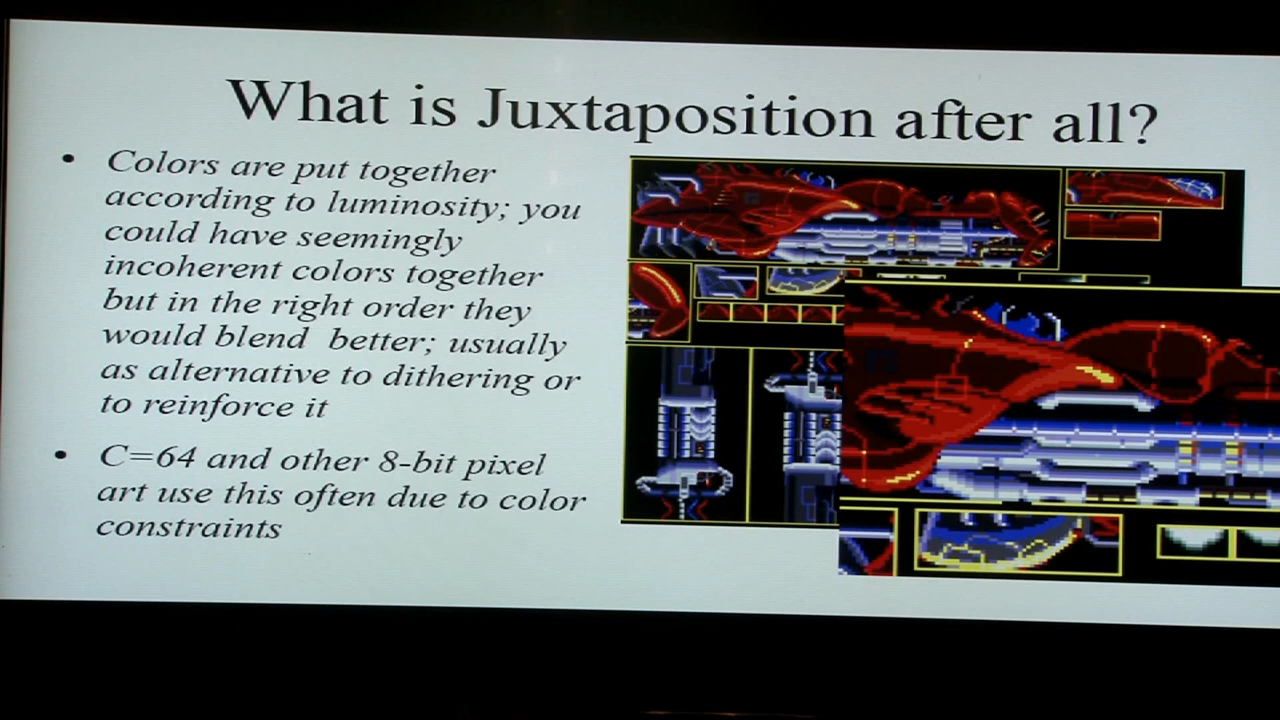 What is Juxtaposition after all?
• Colors are put together
according to luminosity; you
could have seemingly
incoherent colors together
but in the right order they
would blend better; usually
as alternative to dithering or
to reinforce it
• C=64 and other 8-bit pixel
art use this often due to color
constraints